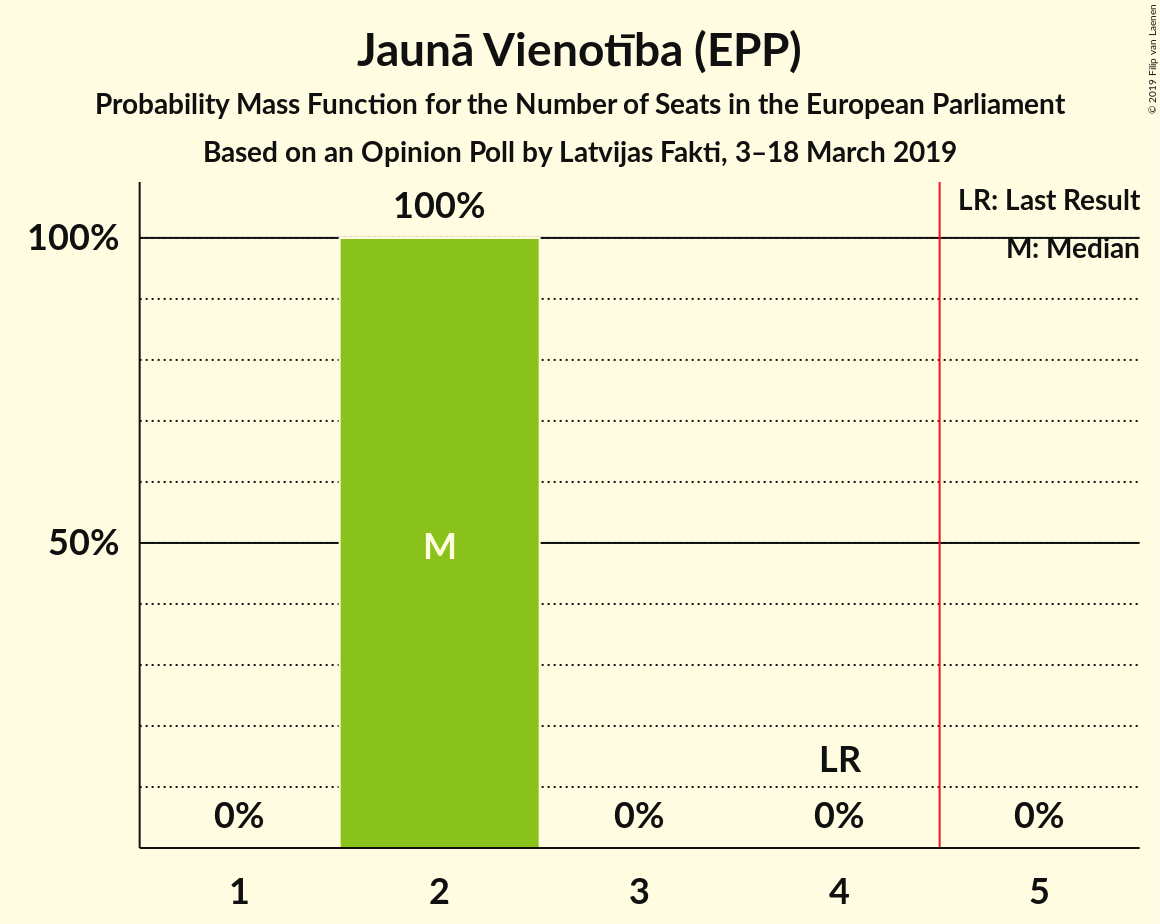 Jaunā Vienotība (EPP)
Probability Mass Function for the Number of Seats in the European Parliament
Based on an Opinion Poll by Latvijas Fakti, 3–18 March 2019
© 2019 Filip van Laenen
LR: Last Result
M: Median
100%
50%
100%
M
LR
0%
0%
0%
0%
1
2
3
4
5